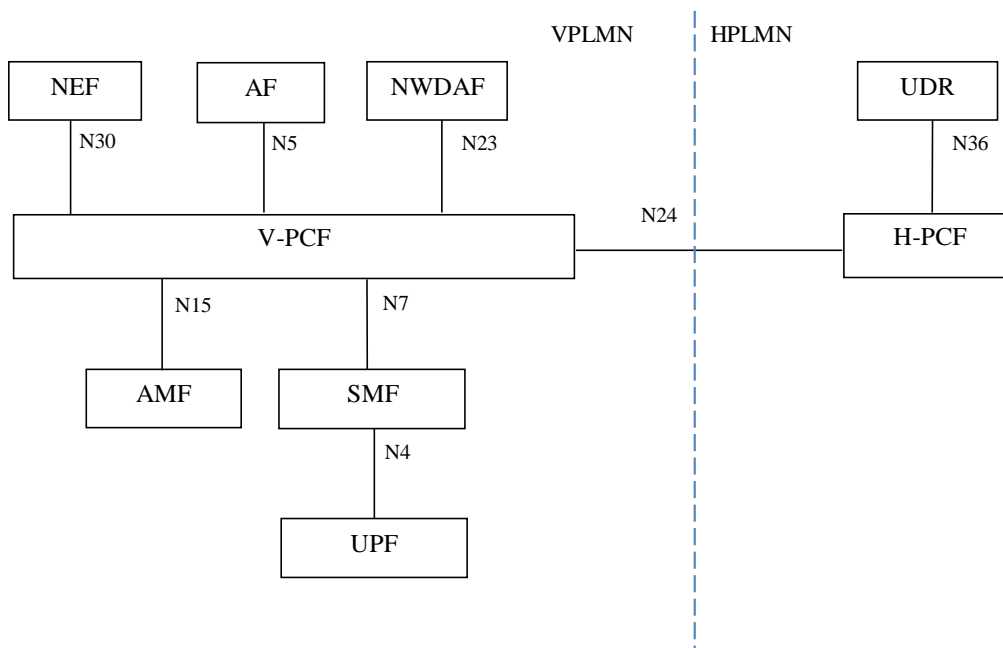 VPLMN
HPLMN
NEF
AF
NWDAF
UDR
N30
N5
N23
N36
N24
V-PCF
H-PCF
N15
N7
AMF
SMF
N4
UPF